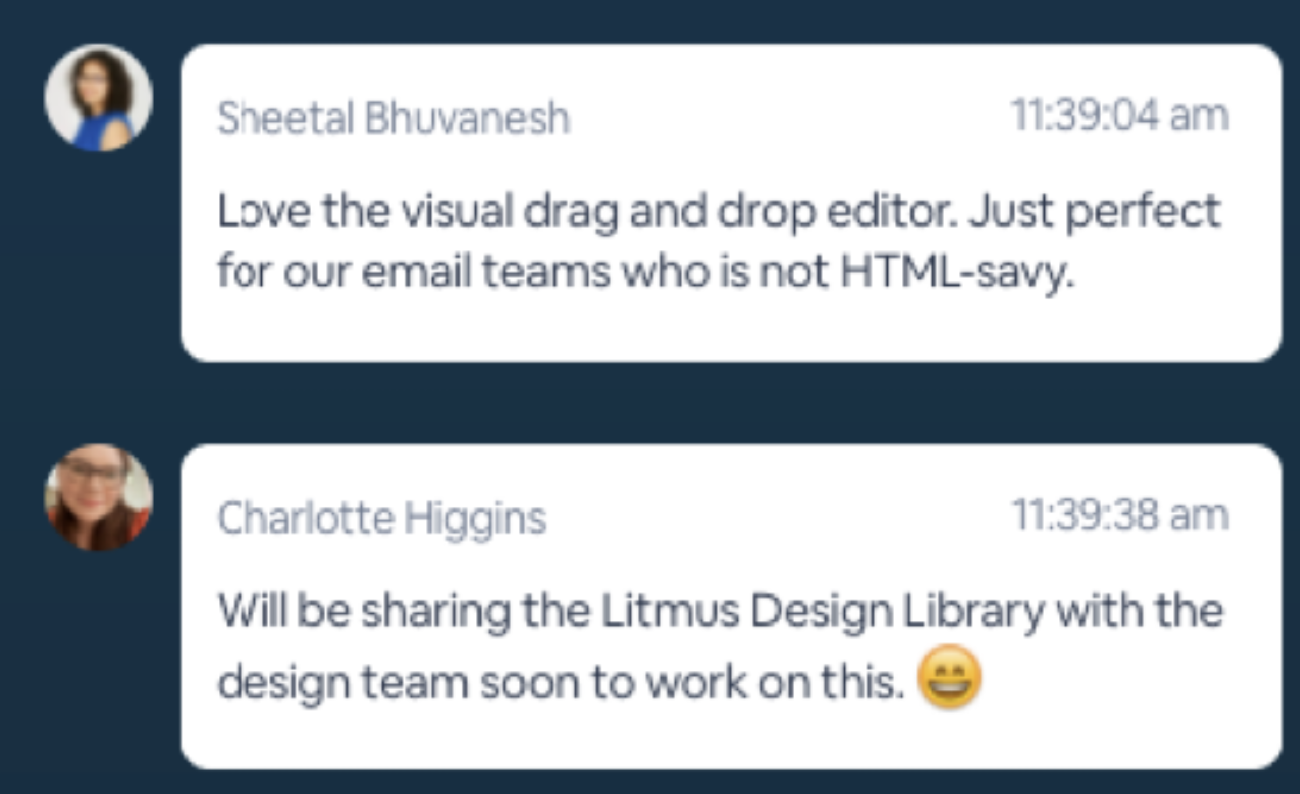 Sheetal Bhuvanesh 11:39:04 am
Love the visual drag and drop editor. Just perfect
for our email teams who is not HTML-savy.
Charlotte Higgins 11:39:38 am
Will be sharing the Litmus Design Library with the
design team soon to work on this. 😄